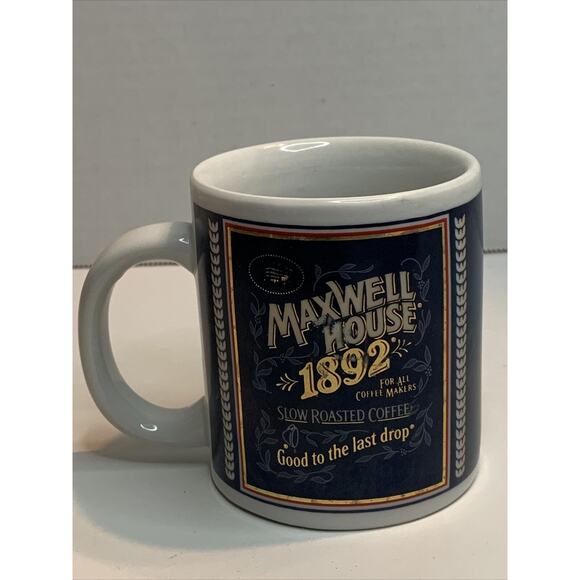 MAXWELL
HOUSE®
1892®
FOR ALL
COFFEE MAKERS
SLOW ROASTED COFFEE
Good to the last drop®